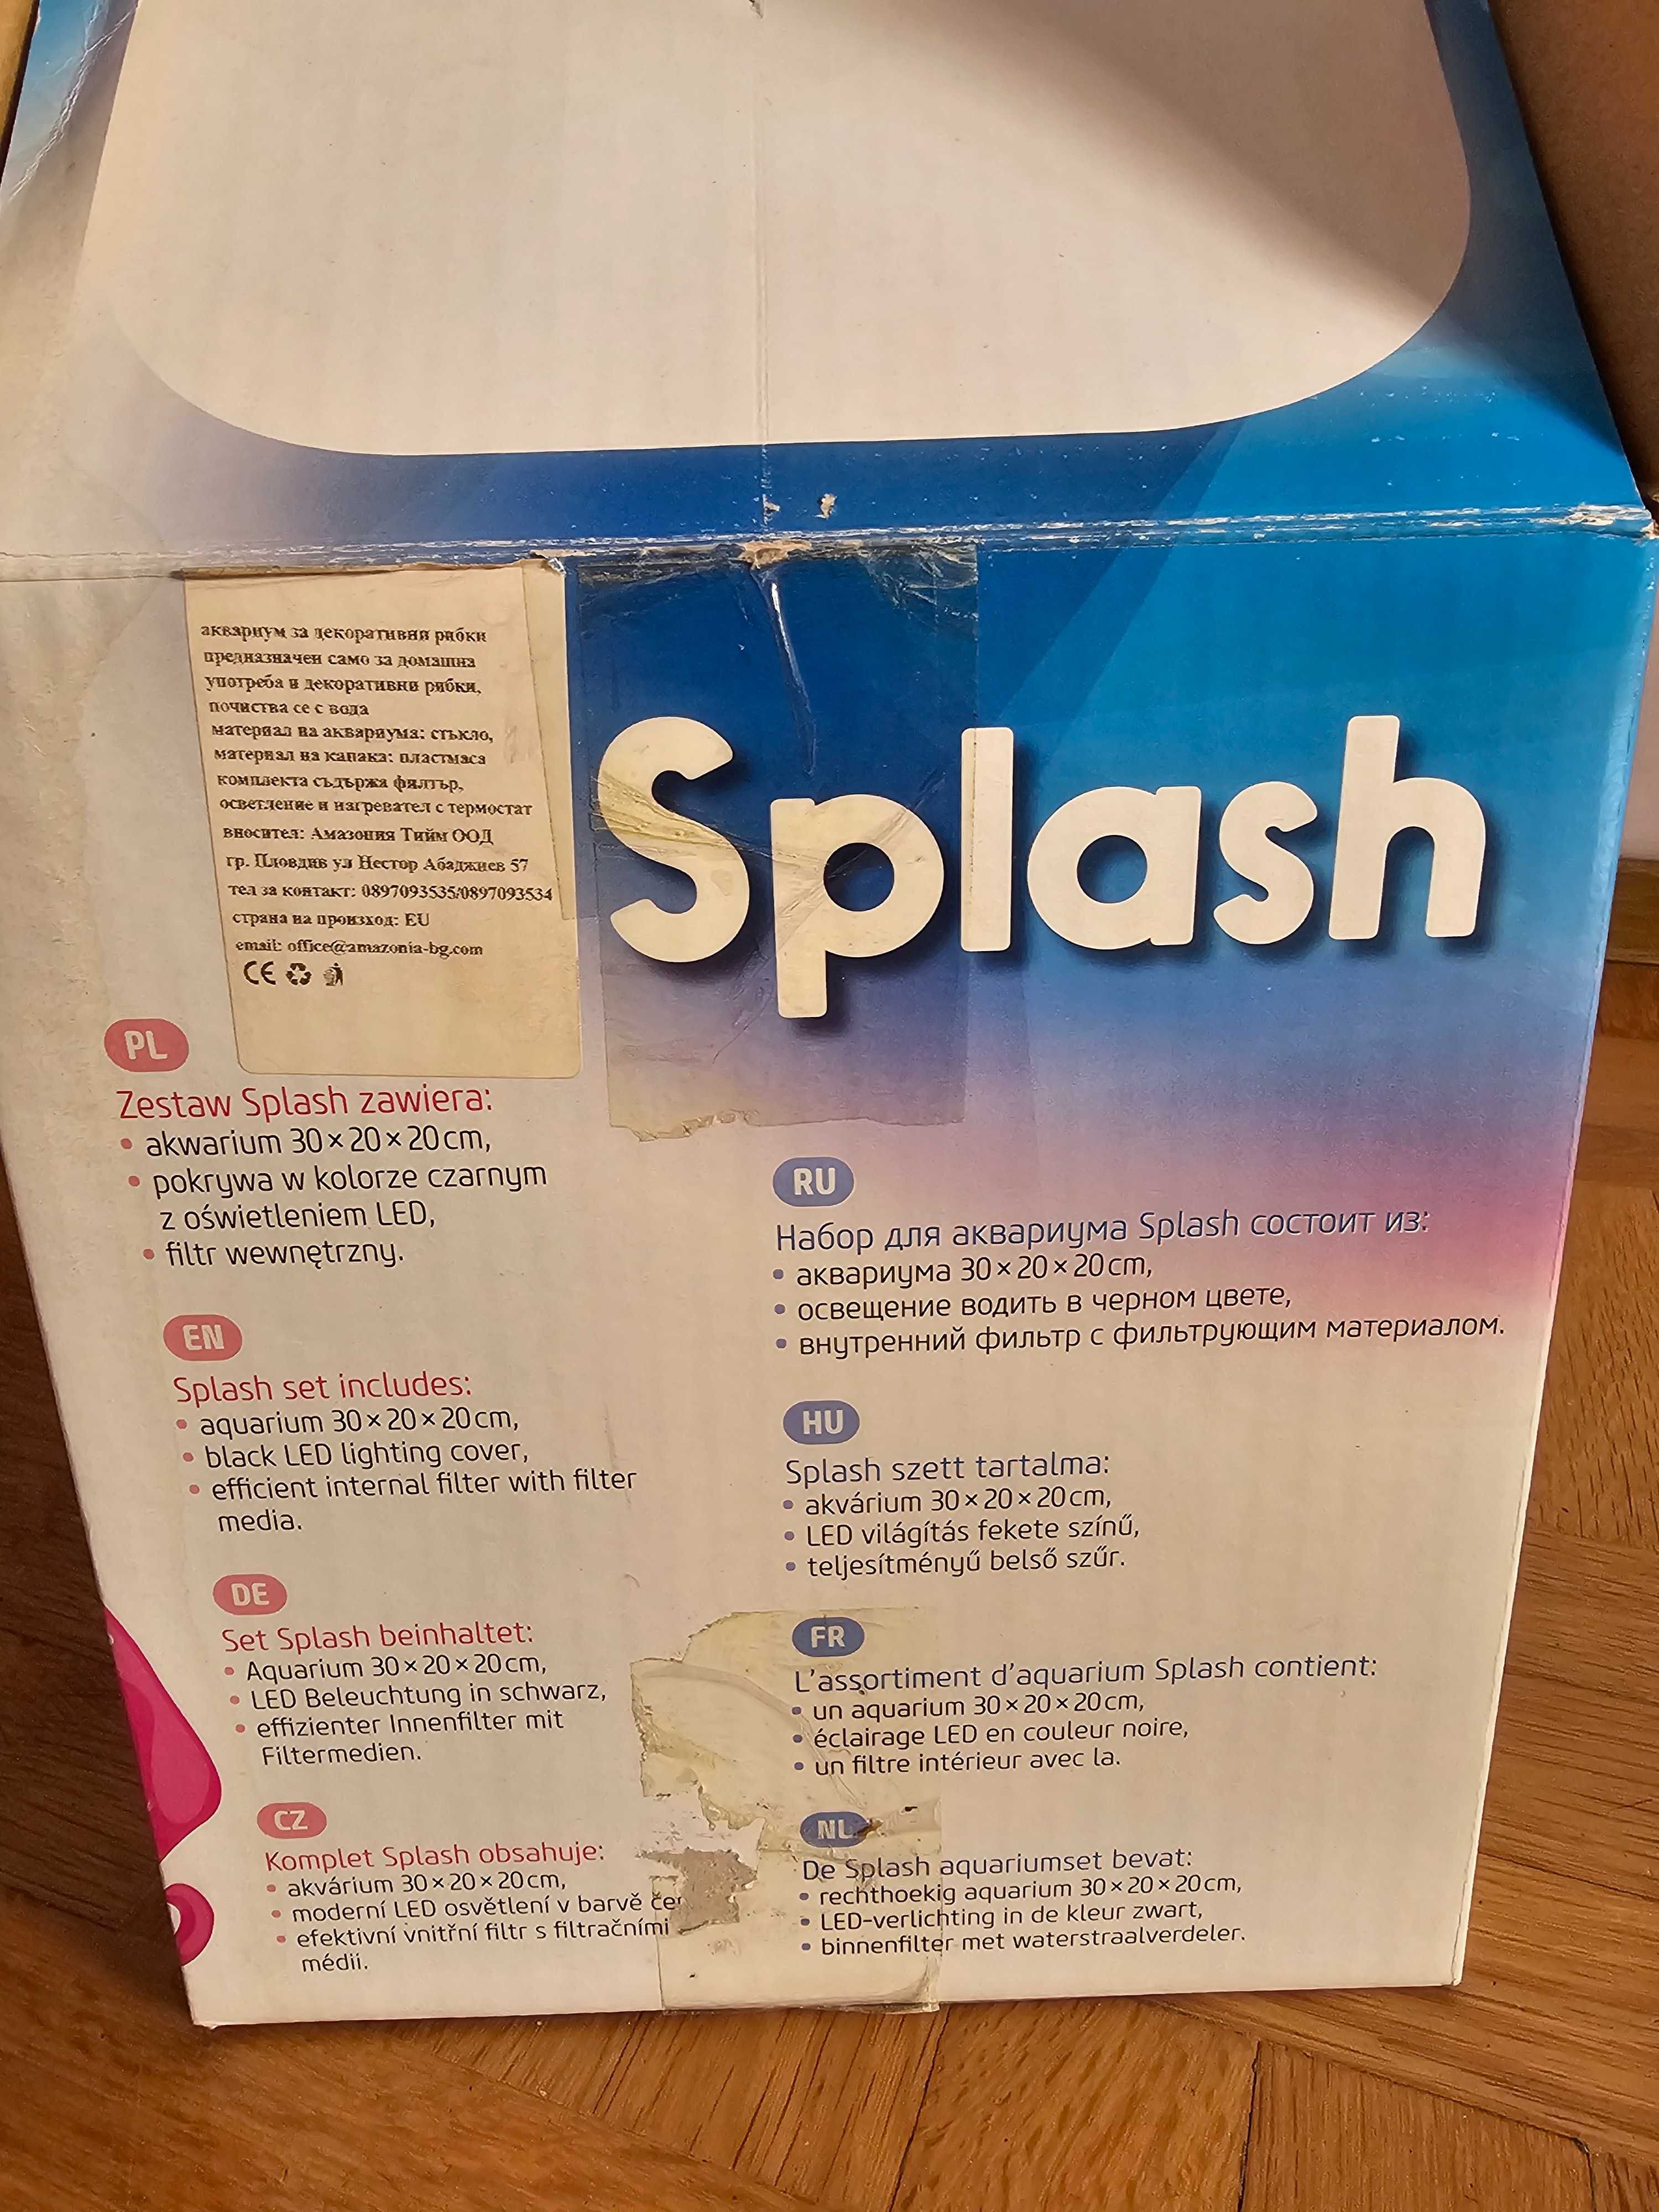 аквариум за декоративни рибки
предназначен само за домашна
употреба и декоративни рибки,
почиства се с вода
материал на аквариума: стъкло,
материал на капака: пластмаса
комплекта съдържа филтър,
осветление и нагревател с термостат
вносител: Амазония Тийм ООД
гр. Пловдив ул Нестор Абаджиев 57
тел за контакт: 0897093535/0897093534
страна на произход: EU
email: office@amazonia-bg.com
CE
Splash
PL
Zestaw Splash zawiera:
• akwarium 30×20×20cm,
• pokrywa w kolorze czarnym
z oświetleniem LED,
• filtr wewnętrzny.
EN
Splash set includes:
• aquarium 30×20×20cm,
• black LED lighting cover,
• efficient internal filter with filter
media.
DE
Set Splash beinhaltet:
• Aquarium 30×20×20cm,
• LED Beleuchtung in schwarz,
• effizienter Innenfilter mit
Filtermedien.
CZ
Komplet Splash obsahuje:
• akvárium 30×20×20cm,
• moderní LED osvětlení v barvě
• efektivní vnitřní filtr s filtračními
médii.
RU
Набор для аквариума Splash состоит из:
• аквариума 30×20×20cm,
• освещение водить в черном цвете,
• внутренний фильтр с фильтрующим материалом.
HU
Splash szett tartalma:
• akvárium 30×20×20cm,
• LED világítás fekete színű,
• teljesítményű belső szűr.
FR
L'assortiment d'aquarium Splash contient:
• un aquarium 30×20×20cm,
• éclairage LED en couleur noire,
• un filtre intérieur avec la.
NL
De Splash aquariumset bevat:
• rechthoekig aquarium 30×20×20cm,
• LED-verlichting in de kleur zwart,
• binnenfilter met waterstraalverdeler.